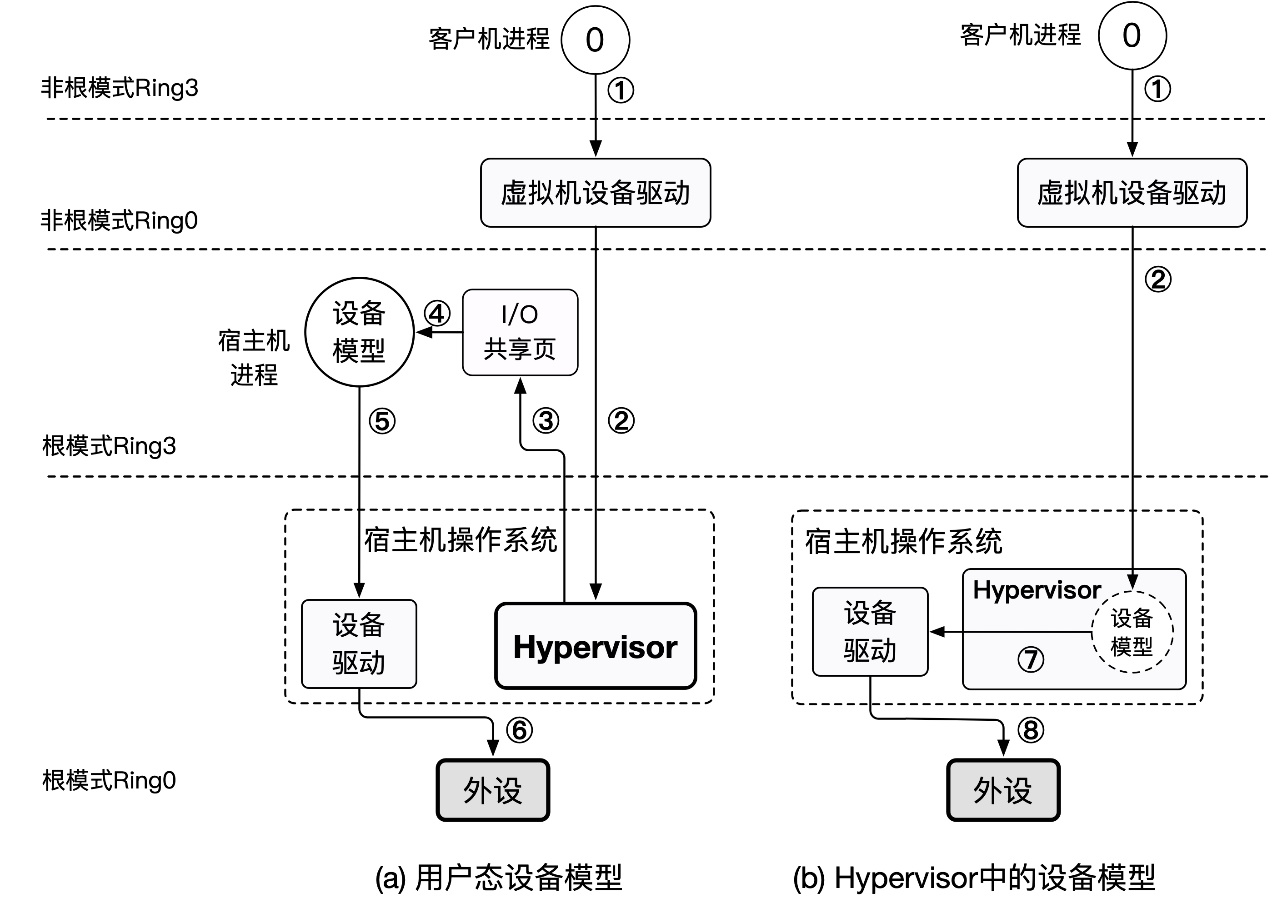 客户机进程
0
①
非根模式Ring3
虚拟机设备驱动
非根模式Ring0
②
宿主机
进程
设备
模型
④
I/O
共享页
⑤
③
根模式Ring3
宿主机操作系统
设备
驱动
Hypervisor
⑥
外设
根模式Ring0
(a) 用户态设备模型
客户机进程
0
①
虚拟机设备驱动
②
宿主机操作系统
Hypervisor
设备
模型
设备
驱动
⑦
⑧
外设
(b) Hypervisor中的设备模型